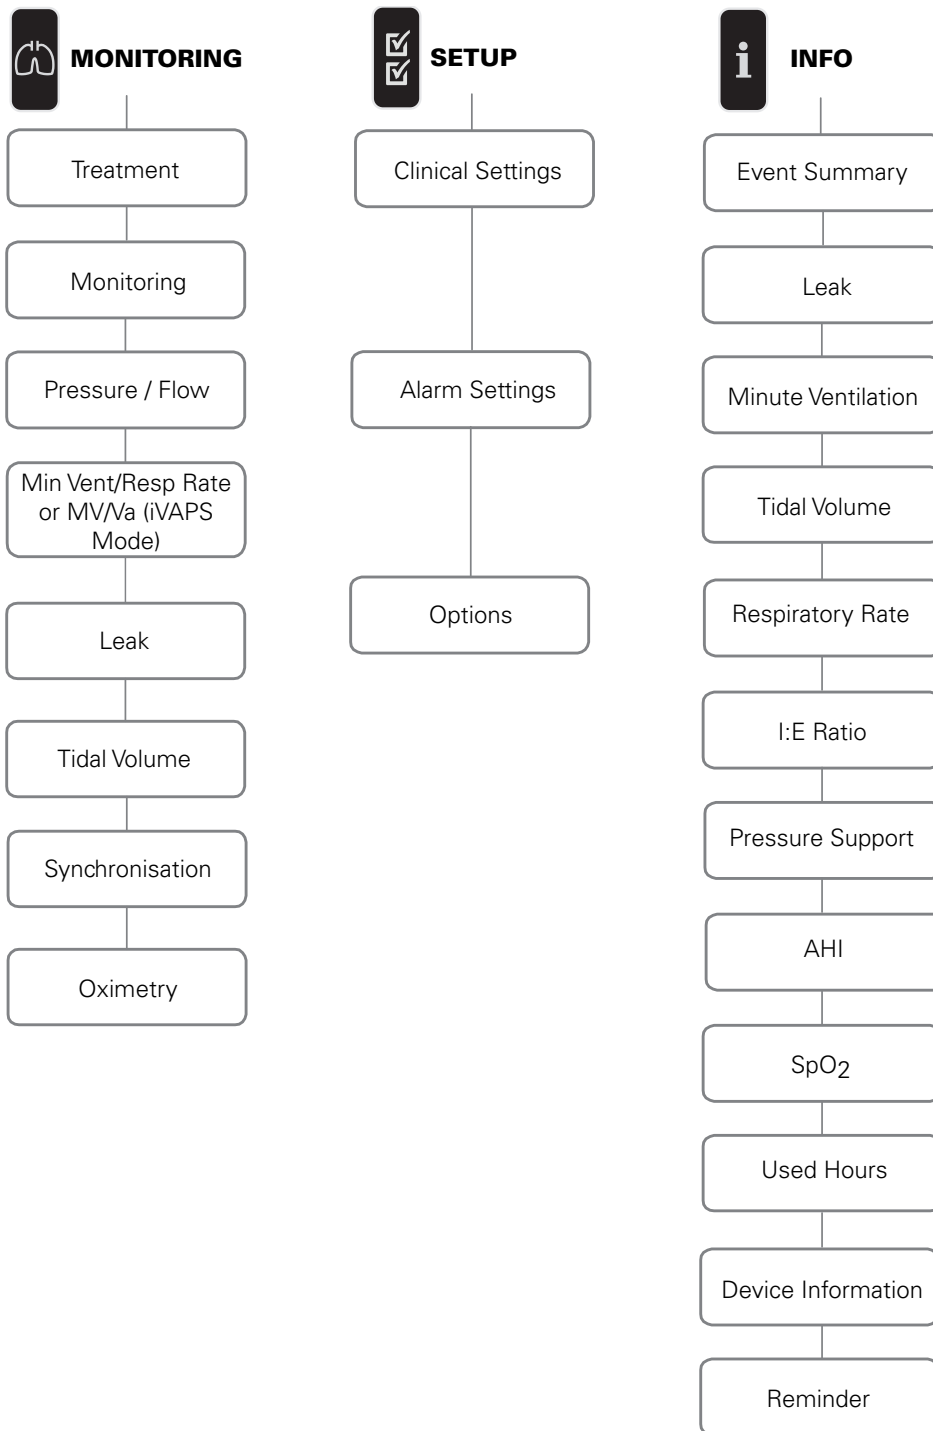 MONITORING
Treatment
Monitoring
Pressure / Flow
Min Vent/Resp Rate
or MV/Va (iVAPS
Mode)
Leak
Tidal Volume
Synchronisation
Oximetry
SETUP
Clinical Settings
Alarm Settings
Options
i INFO
Event Summary
Leak
Minute Ventilation
Tidal Volume
Respiratory Rate
I:E Ratio
Pressure Support
AHI
SpO2
Used Hours
Device Information
Reminder